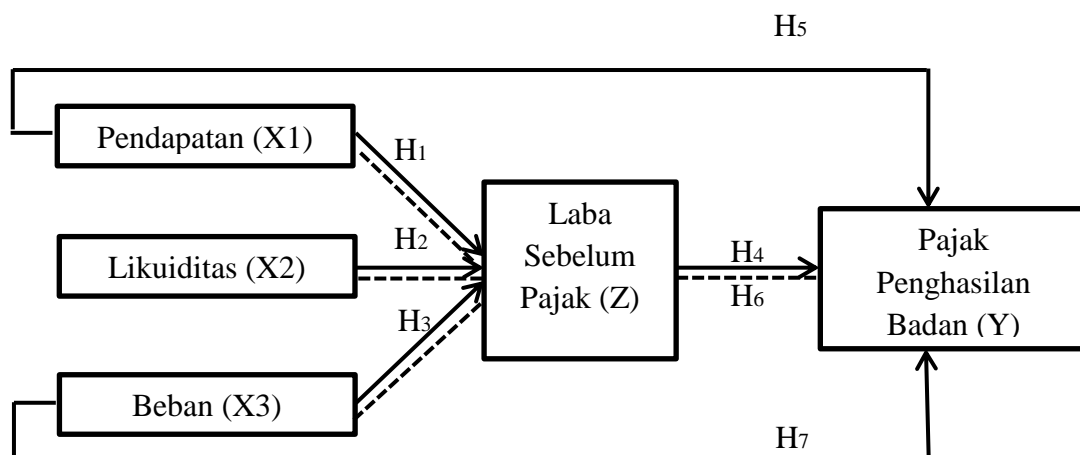 H5
Pendapatan (X1)
H1
Laba
Sebelum
Pajak (Z)
Likuiditas (X2)
H2
H4
H6
Pajak
Penghasilan
Badan (Y)
H3
Beban (X3)
H7